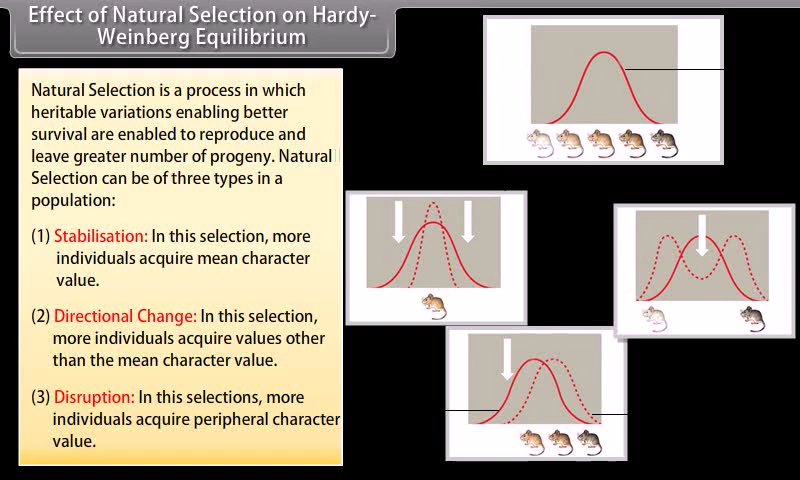 Effect of Natural Selection on Hardy-
Weinberg Equilibrium
Natural Selection is a process in which
heritable variations enabling better
survival are enabled to reproduce and
leave greater number of progeny. Natural
Selection can be of three types in a
population:
(1) Stabilisation: In this selection, more
individuals acquire mean character
value.
(2) Directional Change: In this selection,
more individuals acquire values other
than the mean character value.
(3) Disruption: In this selections, more
individuals acquire peripheral character
value.